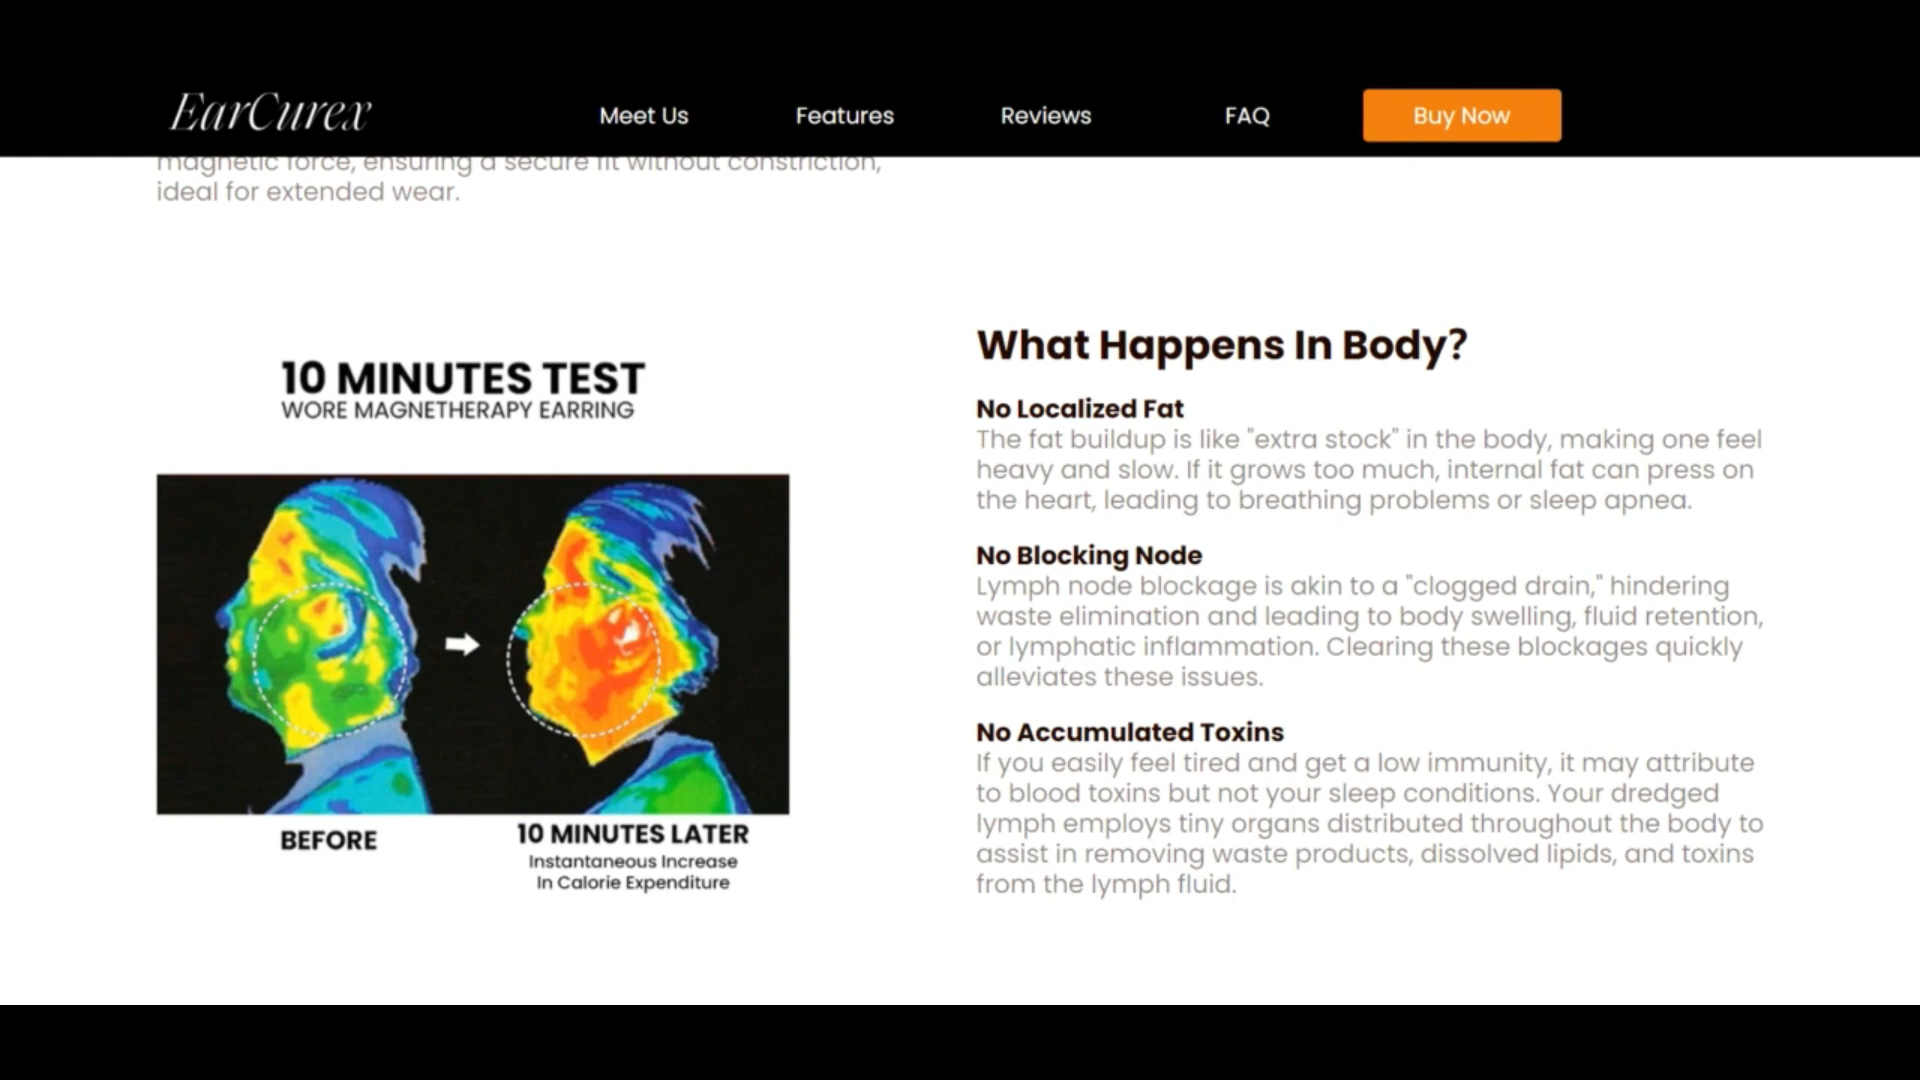 EarCurex
Meet Us
Features
Reviews
FAQ
Buy Now
magnetic force, ensuring a secure fit without constriction,
ideal for extended wear.
10 MINUTES TEST
WORE MAGNETHERAPY EARRING
BEFORE
10 MINUTES LATER
Instantaneous Increase
In Calorie Expenditure
What Happens In Body?
No Localized Fat
The fat buildup is like "extra stock" in the body, making one feel
heavy and slow. If it grows too much, internal fat can press on
the heart, leading to breathing problems or sleep apnea.
No Blocking Node
Lymph node blockage is akin to a "clogged drain," hindering
waste elimination and leading to body swelling, fluid retention,
or lymphatic inflammation. Clearing these blockages quickly
alleviates these issues.
No Accumulated Toxins
If you easily feel tired and get a low immunity, it may attribute
to blood toxins but not your sleep conditions. Your dredged
lymph employs tiny organs distributed throughout the body to
assist in removing waste products, dissolved lipids, and toxins
from the lymph fluid.